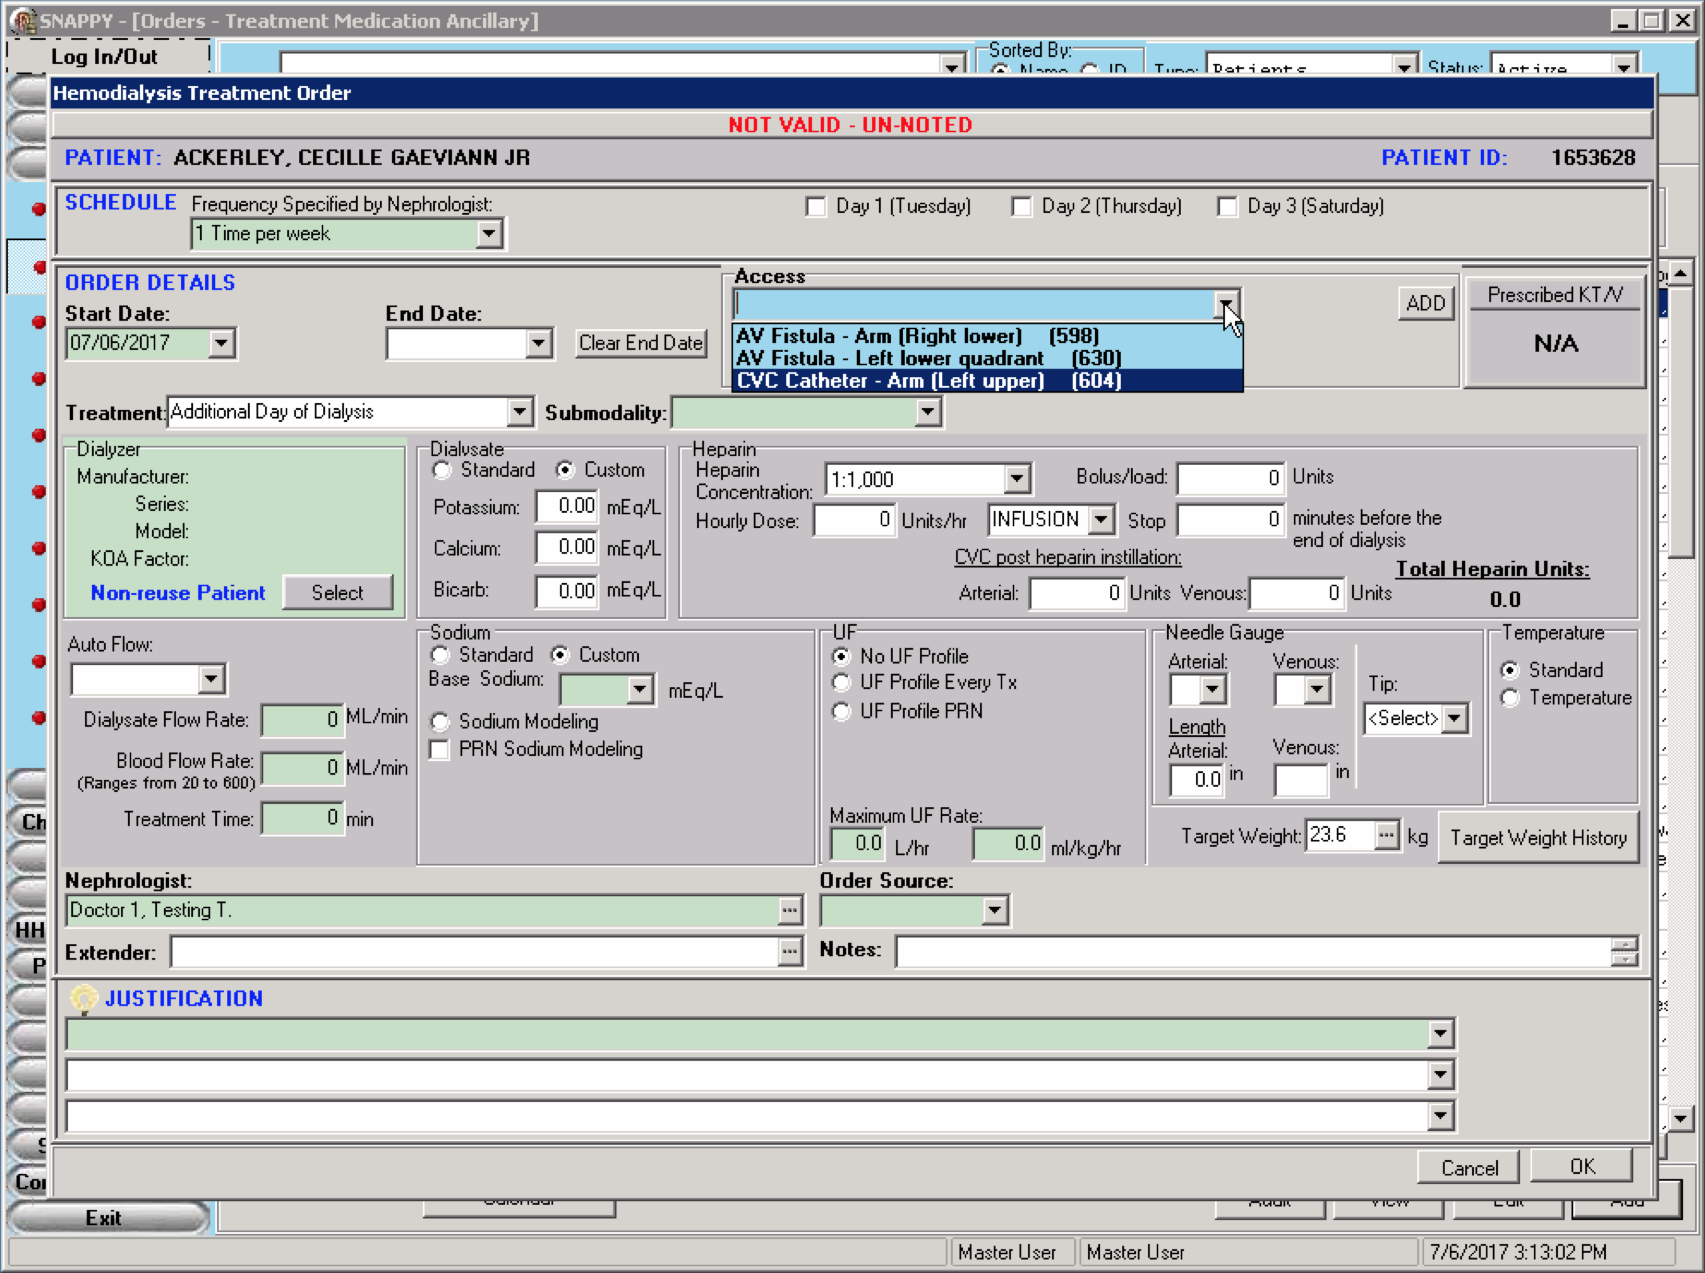 SNAPPY - [Orders - Treatment Medication Ancillary]
Log In/Out
Sorted By:
Name ID Type: Patients Status: Active
Hemodialysis Treatment Order
NOT VALID - UN-NOTED
PATIENT: ACKERLEY, CECILLE GAEVIANN JR PATIENT ID: 1653628
SCHEDULE Frequency Specified by Nephrologist: Day 1 (Tuesday) Day 2 (Thursday) Day 3 (Saturday)
1 Time per week
ORDER DETAILS Access
Start Date: End Date: ADD Prescribed KT/V
07/06/2017 Clear End Date N/A
AV Fistula - Arm (Right lower) (598)
AV Fistula - Left lower quadrant (630)
CVC Catheter - Arm (Left upper) (604)
Treatment: Additional Day of Dialysis Submodality:
Dialyzer
Manufacturer:
Series:
Model:
KOA Factor:
Non-reuse Patient Select
Dialysate
Standard Custom
Potassium: 0.00 mEq/L
Calcium: 0.00 mEq/L
Bicarb: 0.00 mEq/L
Heparin
Heparin Concentration: 1:1,000 Bolus/load: 0 Units
Hourly Dose: 0 Units/hr INFUSION Stop 0 minutes before the
end of dialysis
CVC post heparin instillation:
Arterial: 0 Units Venous: 0 Units
Total Heparin Units:
0.0
Auto Flow:
Dialysate Flow Rate: 0 ML/min
Blood Flow Rate: 0 ML/min
(Ranges from 20 to 600)
Treatment Time: 0 min
Sodium
Standard Custom
Base Sodium: mEq/L
Sodium Modeling
PRN Sodium Modeling
UF
No UF Profile
UF Profile Every Tx
UF Profile PRN
Maximum UF Rate:
0.0 L/hr 0.0 ml/kg/hr
Needle Gauge
Arterial: Venous:
Tip:
<Select>
Length
Arterial: Venous:
0.0 in in
Temperature
Standard
Temperature
Target Weight: 23.6 ... kg Target Weight History
Nephrologist: Order Source:
Doctor 1, Testing T. ...
Extender: ... Notes:
JUSTIFICATION
Cancel OK
Calendar Audit View Edit Add
Ch
HH
P
S
Cor
Exit
Master User Master User 7/6/2017 3:13:02 PM